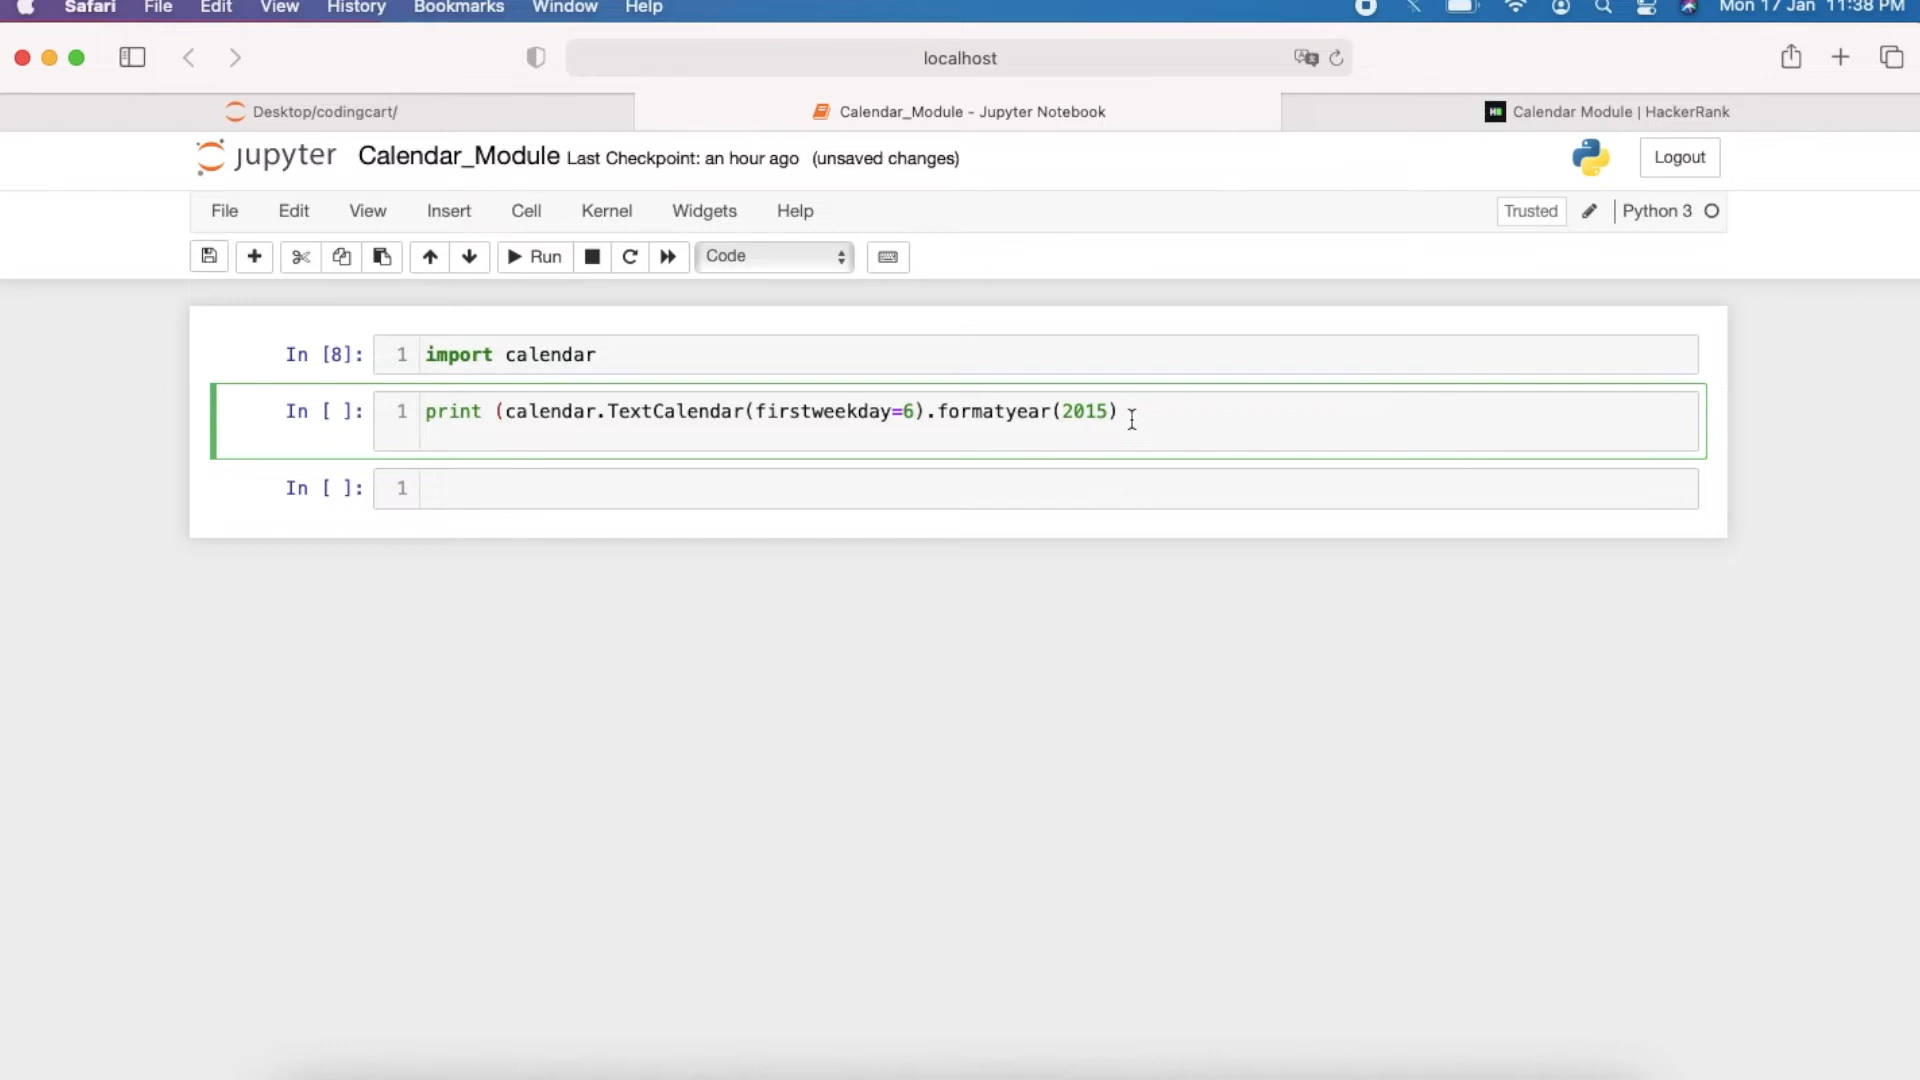 Safari File Edit View History Bookmarks Window Help Mon 17 Jan 11:38 PM
localhost
Desktop/codingcart/ Calendar_Module - Jupyter Notebook Calendar Module | HackerRank
jupyter Calendar_Module Last Checkpoint: an hour ago (unsaved changes) Logout
File Edit View Insert Cell Kernel Widgets Help Trusted Python 3
Run Code
In [8]: 1 import calendar
In [ ]: 1 print (calendar.TextCalendar(firstweekday=6).formatyear(2015)
In [ ]: 1